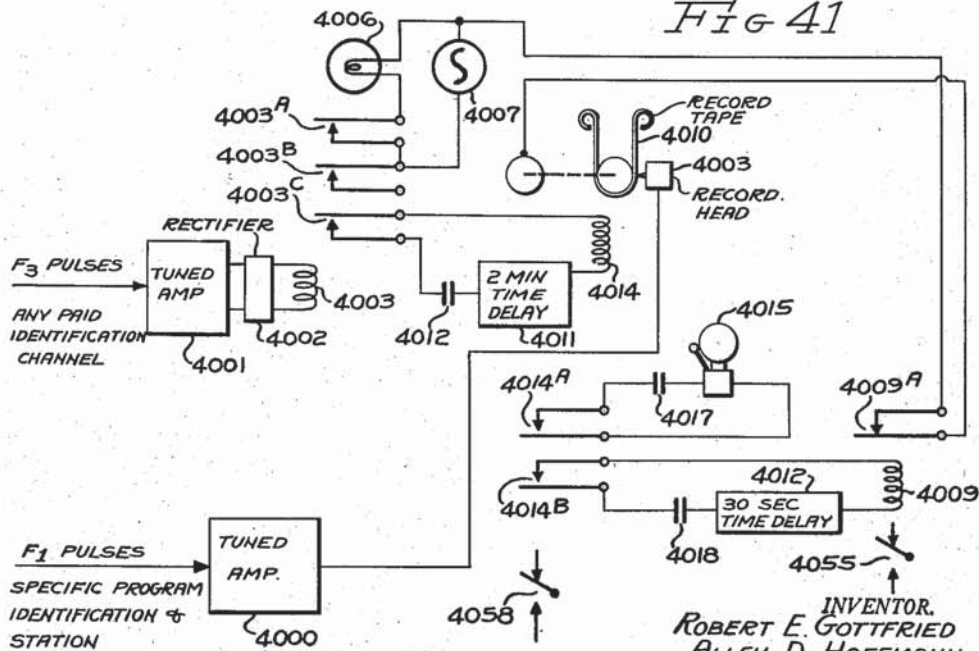 FIG 41
4006
4007
4003A
4003B
4003C
RECORD
TAPE
4010
4003
RECORD.
HEAD
RECTIFIER
F3 PULSES
TUNED
AMP
4003
4014
2 MIN
TIME
DELAY
ANY PAID
IDENTIFICATION
CHANNEL
4002
4001
4012
4011
4015
4014A
4017
4009A
4014B
4012
30 SEC
TIME DELAY
4009
4018
4055
F1 PULSES
TUNED
AMP.
SPECIFIC PROGRAM
IDENTIFICATION &
STATION
4000
4058
INVENTOR.
ROBERT E. GOTTFRIED
ALLEN D. HOFFMANN